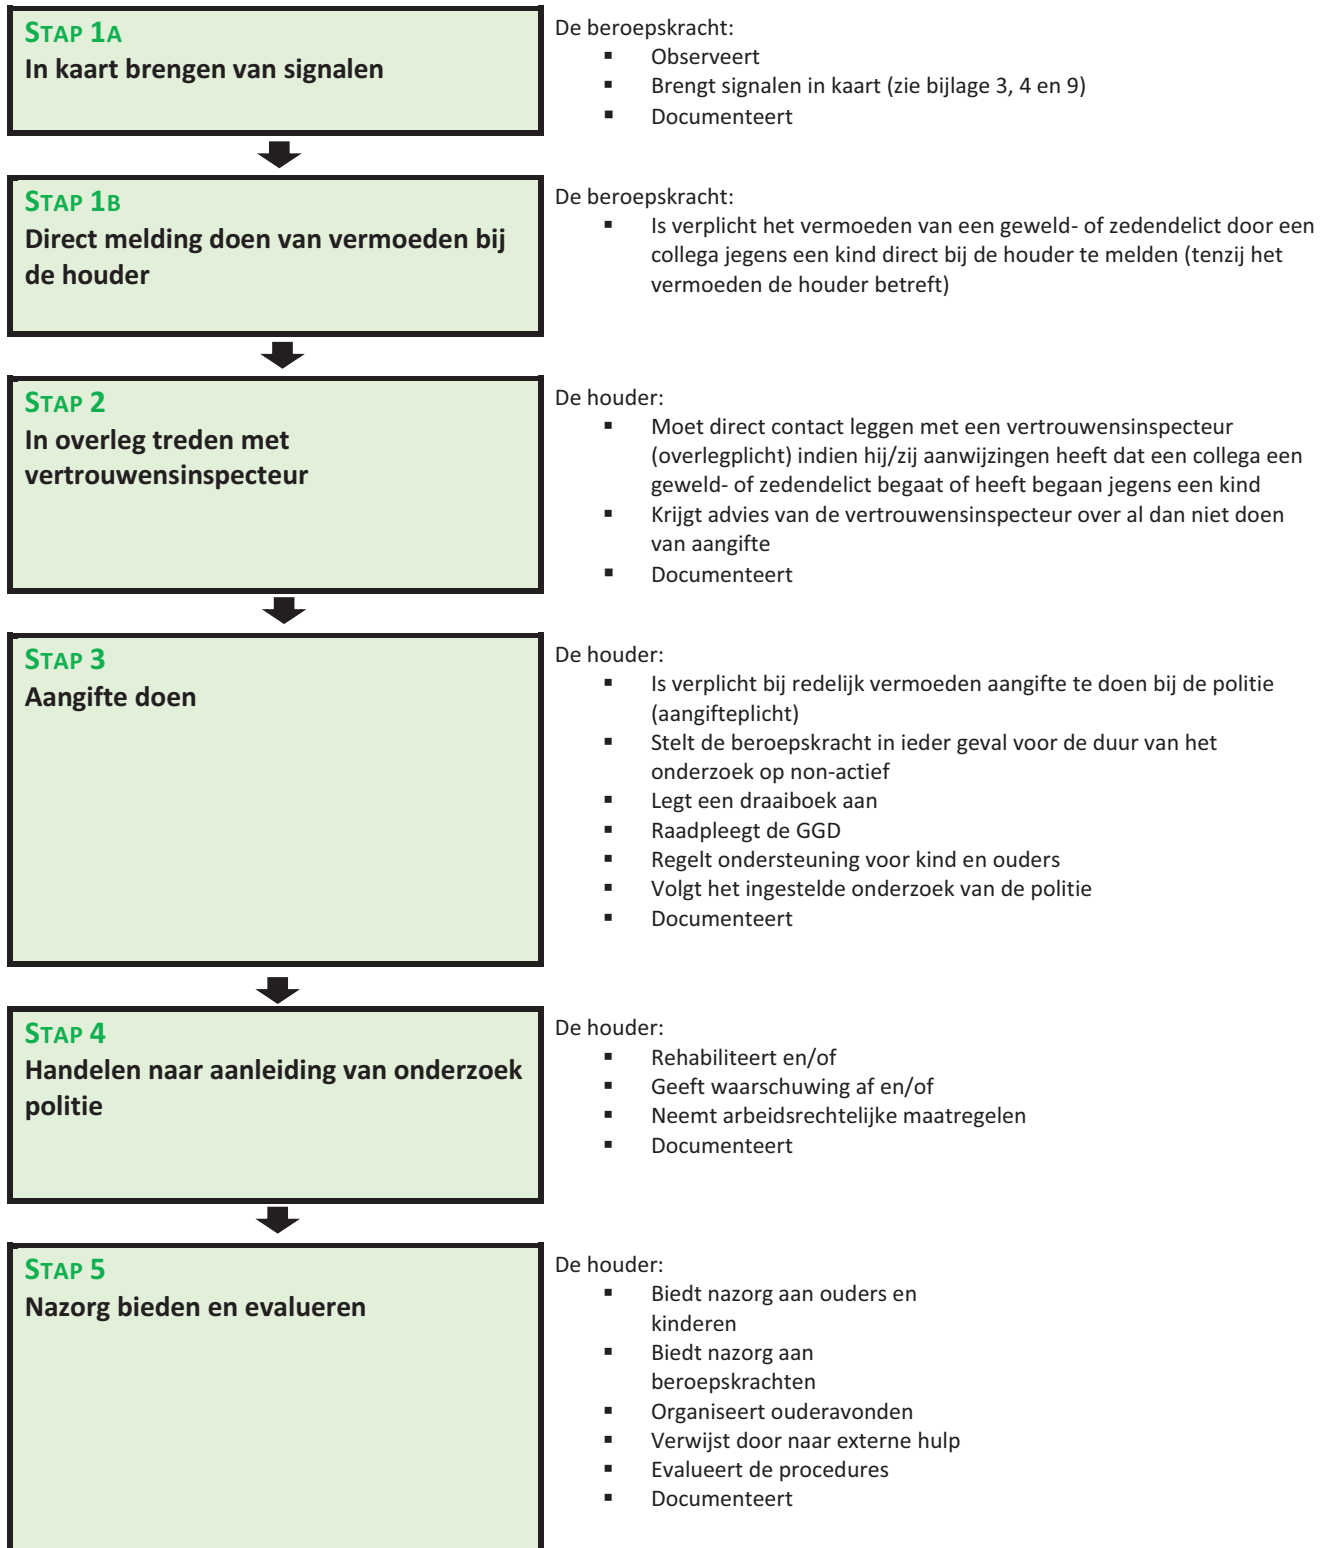 STAP 1A
In kaart brengen van signalen
De beroepskracht:
▪ Observeert
▪ Brengt signalen in kaart (zie bijlage 3, 4 en 9)
▪ Documenteert
STAP 1B
Direct melding doen van vermoeden bij
de houder
De beroepskracht:
▪ Is verplicht het vermoeden van een geweld- of zedendelict door een
collega jegens een kind direct bij de houder te melden (tenzij het
vermoeden de houder betreft)
STAP 2
In overleg treden met
vertrouwensinspecteur
De houder:
▪ Moet direct contact leggen met een vertrouwensinspecteur
(overlegplicht) indien hij/zij aanwijzingen heeft dat een collega een
geweld- of zedendelict begaat of heeft begaan jegens een kind
▪ Krijgt advies van de vertrouwensinspecteur over al dan niet doen
van aangifte
▪ Documenteert
STAP 3
Aangifte doen
De houder:
▪ Is verplicht bij redelijk vermoeden aangifte te doen bij de politie
(aangifteplicht)
▪ Stelt de beroepskracht in ieder geval voor de duur van het
onderzoek op non-actief
▪ Legt een draaiboek aan
▪ Raadpleegt de GGD
▪ Regelt ondersteuning voor kind en ouders
▪ Volgt het ingestelde onderzoek van de politie
▪ Documenteert
STAP 4
Handelen naar aanleiding van onderzoek
politie
De houder:
▪ Rehabiliteert en/of
▪ Geeft waarschuwing af en/of
▪ Neemt arbeidsrechtelijke maatregelen
▪ Documenteert
STAP 5
Nazorg bieden en evalueren
De houder:
▪ Biedt nazorg aan ouders en
kinderen
▪ Biedt nazorg aan
beroepskrachten
▪ Organiseert ouderavonden
▪ Verwijst door naar externe hulp
▪ Evalueert de procedures
▪ Documenteert